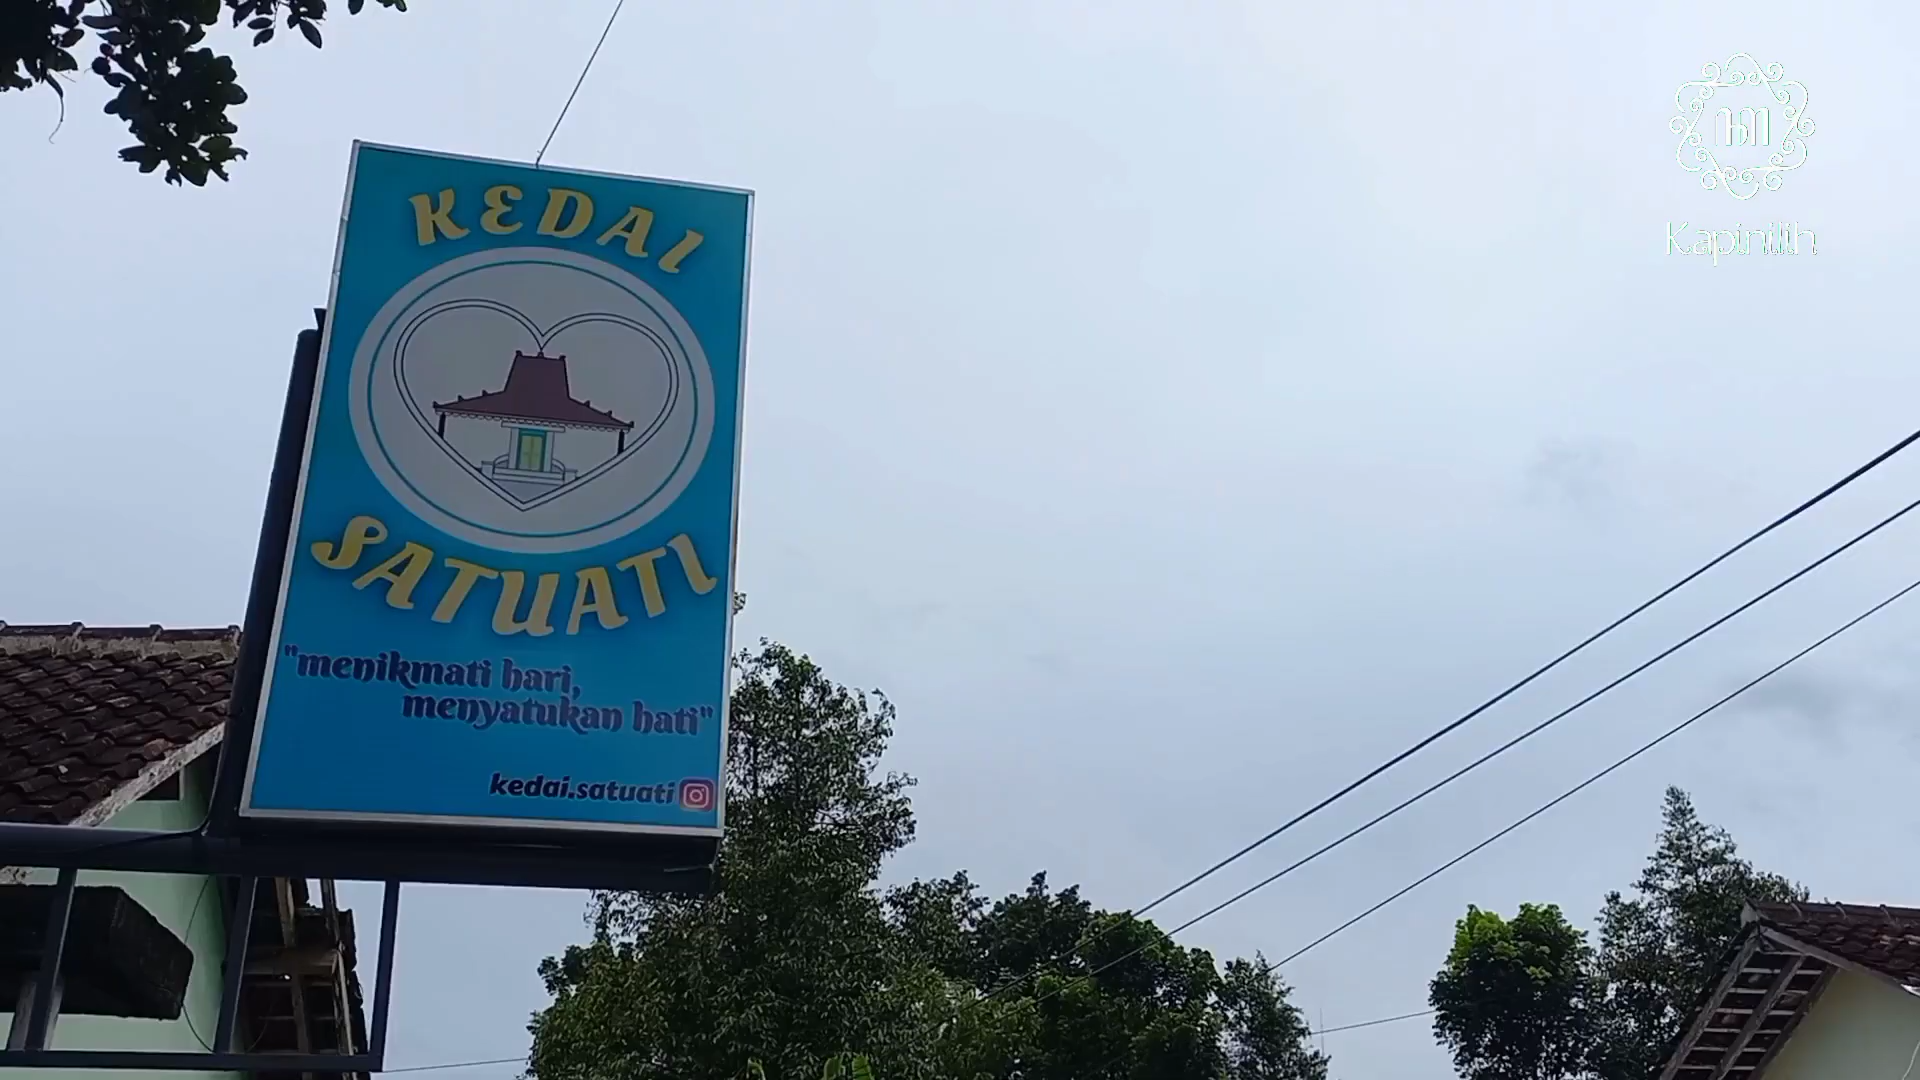 KEDAI
SATUATI
"menikmati hari,
menyatukan hati"
kedai.satuati
Kapinilih